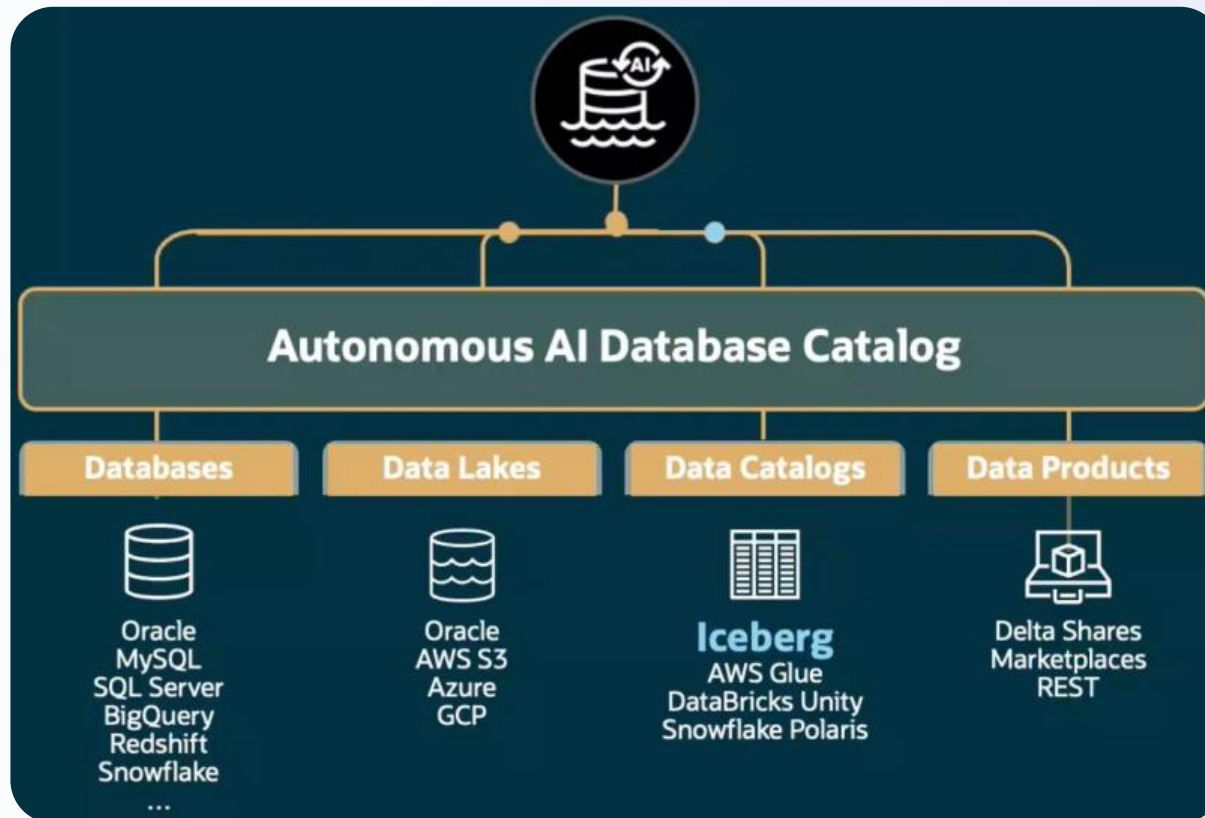 AI
Autonomous AI Database Catalog
Databases
Data Lakes
Data Catalogs
Data Products
Oracle
MySQL
SQL Server
BigQuery
Redshift
Snowflake
...
Oracle
AWS S3
Azure
GCP
Iceberg
AWS Glue
DataBricks Unity
Snowflake Polaris
Delta Shares
Marketplaces
REST